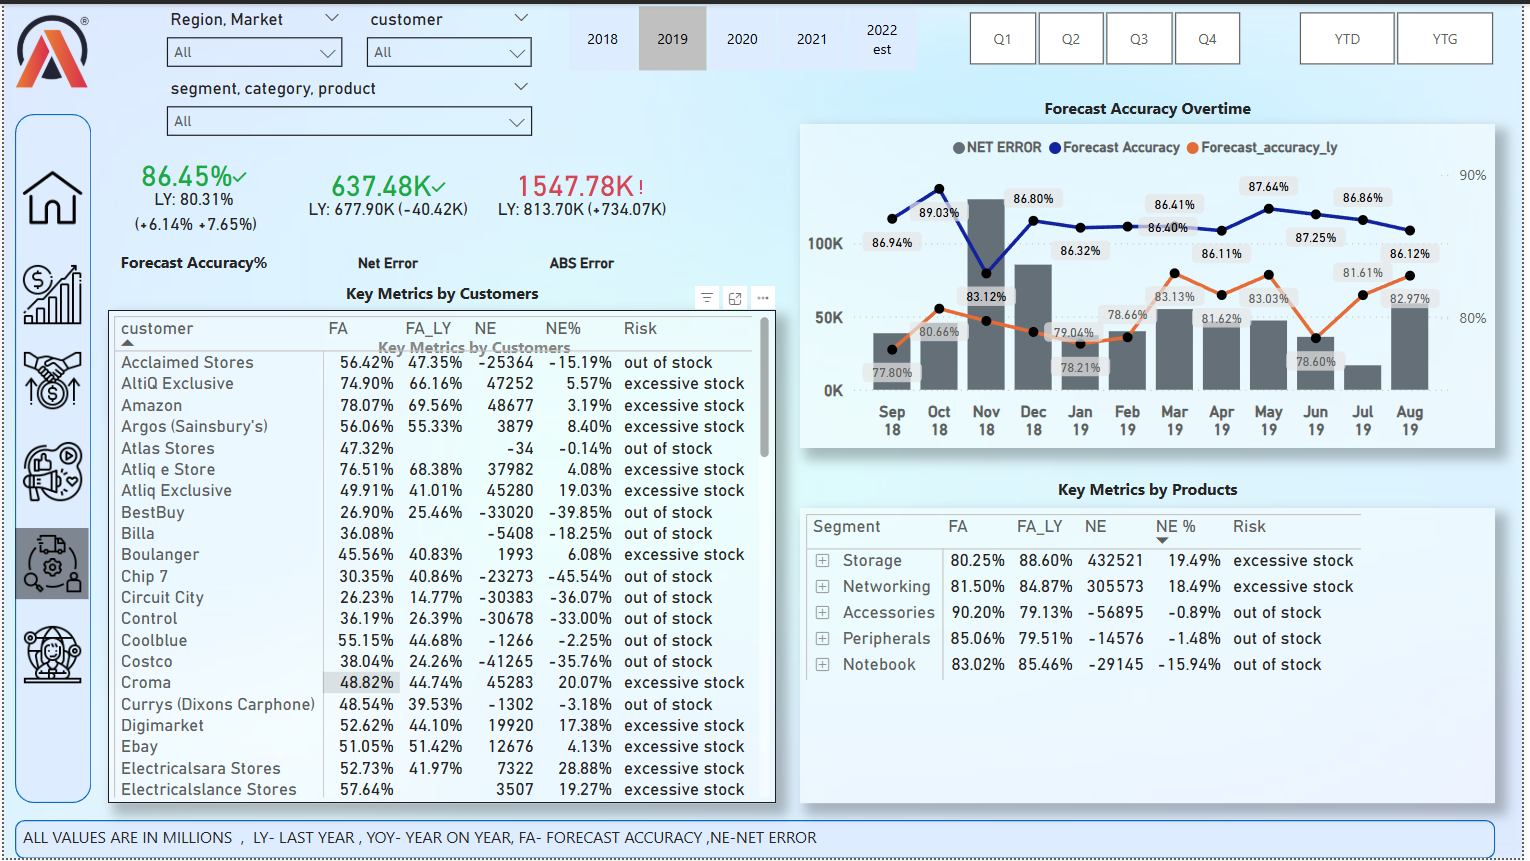 ®
Region, Market
customer
All
All
segment, category, product
All
2018
2019
2020
2021
2022
est
Q1
Q2
Q3
Q4
YTD
YTG
86.45%
LY: 80.31%
(+6.14% +7.65%)
Forecast Accuracy%
637.48K
LY: 677.90K (-40.42K)
Net Error
1547.78K !
LY: 813.70K (+734.07K)
ABS Error
Key Metrics by Customers
customer FA FA_LY NE NE% Risk
Key Metrics by Customers
Acclaimed Stores 56.42% 47.35% -25364 -15.19% out of stock
AltiQ Exclusive 74.90% 66.16% 47252 5.57% excessive stock
Amazon 78.07% 69.56% 48677 3.19% excessive stock
Argos (Sainsbury's) 56.06% 55.33% 3879 8.40% excessive stock
Atlas Stores 47.32% -34 -0.14% out of stock
Atliq e Store 76.51% 68.38% 37982 4.08% excessive stock
Atliq Exclusive 49.91% 41.01% 45280 19.03% excessive stock
BestBuy 26.90% 25.46% -33020 -39.85% out of stock
Billa 36.08% -5408 -18.25% out of stock
Boulanger 45.56% 40.83% 1993 6.08% excessive stock
Chip 7 30.35% 40.86% -23273 -45.54% out of stock
Circuit City 26.23% 14.77% -30383 -36.07% out of stock
Control 36.19% 26.39% -30678 -33.00% out of stock
Coolblue 55.15% 44.68% -1266 -2.25% out of stock
Costco 38.04% 24.26% -41265 -35.76% out of stock
Croma 48.82% 44.74% 45283 20.07% excessive stock
Currys (Dixons Carphone) 48.54% 39.53% -1302 -3.18% out of stock
Digimarket 52.62% 44.10% 19920 17.38% excessive stock
Ebay 51.05% 51.42% 12676 4.13% excessive stock
Electricalsara Stores 52.73% 41.97% 7322 28.88% excessive stock
Electricalslance Stores 57.64% 3507 19.27% excessive stock
Forecast Accuracy Overtime
NET ERROR Forecast Accuracy Forecast_accuracy_ly
90%
80%
100K
50K
0K
86.94%
89.03%
83.12%
86.80%
86.32%
86.40%
86.41%
86.11%
87.64%
87.25%
86.86%
86.12%
77.80%
80.66%
79.04%
78.21%
78.66%
83.13%
81.62%
83.03%
78.60%
81.61%
82.97%
Sep Oct Nov Dec Jan Feb Mar Apr May Jun Jul Aug
18 18 18 18 19 19 19 19 19 19 19 19
Key Metrics by Products
Segment FA FA_LY NE NE % Risk
Storage 80.25% 88.60% 432521 19.49% excessive stock
Networking 81.50% 84.87% 305573 18.49% excessive stock
Accessories 90.20% 79.13% -56895 -0.89% out of stock
Peripherals 85.06% 79.51% -14576 -1.48% out of stock
Notebook 83.02% 85.46% -29145 -15.94% out of stock
ALL VALUES ARE IN MILLIONS , LY- LAST YEAR , YOY- YEAR ON YEAR, FA- FORECAST ACCURACY ,NE-NET ERROR